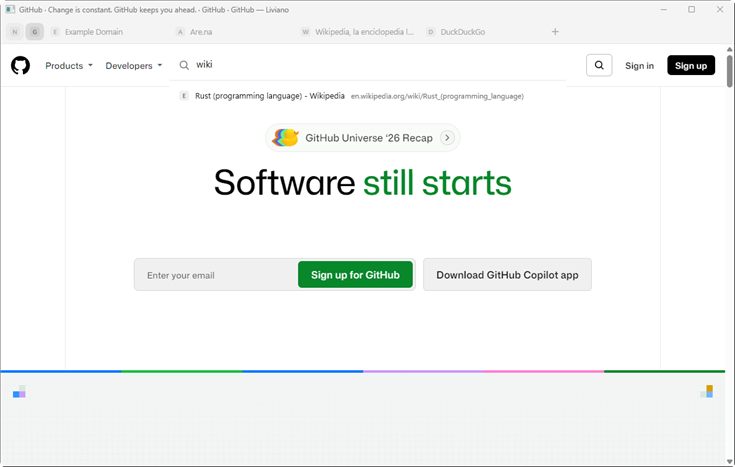 GitHub · Change is constant. GitHub keeps you ahead. · GitHub · GitHub — Liviano
N G E Example Domain A Are.na W Wikipedia, la enciclopedia l... D DuckDuckGo +
Products Developers wiki Sign in Sign up
E Rust (programming language) - Wikipedia en.wikipedia.org/wiki/Rust_(programming_language)
GitHub Universe '26 Recap
Software still starts
Enter your email Sign up for GitHub Download GitHub Copilot app